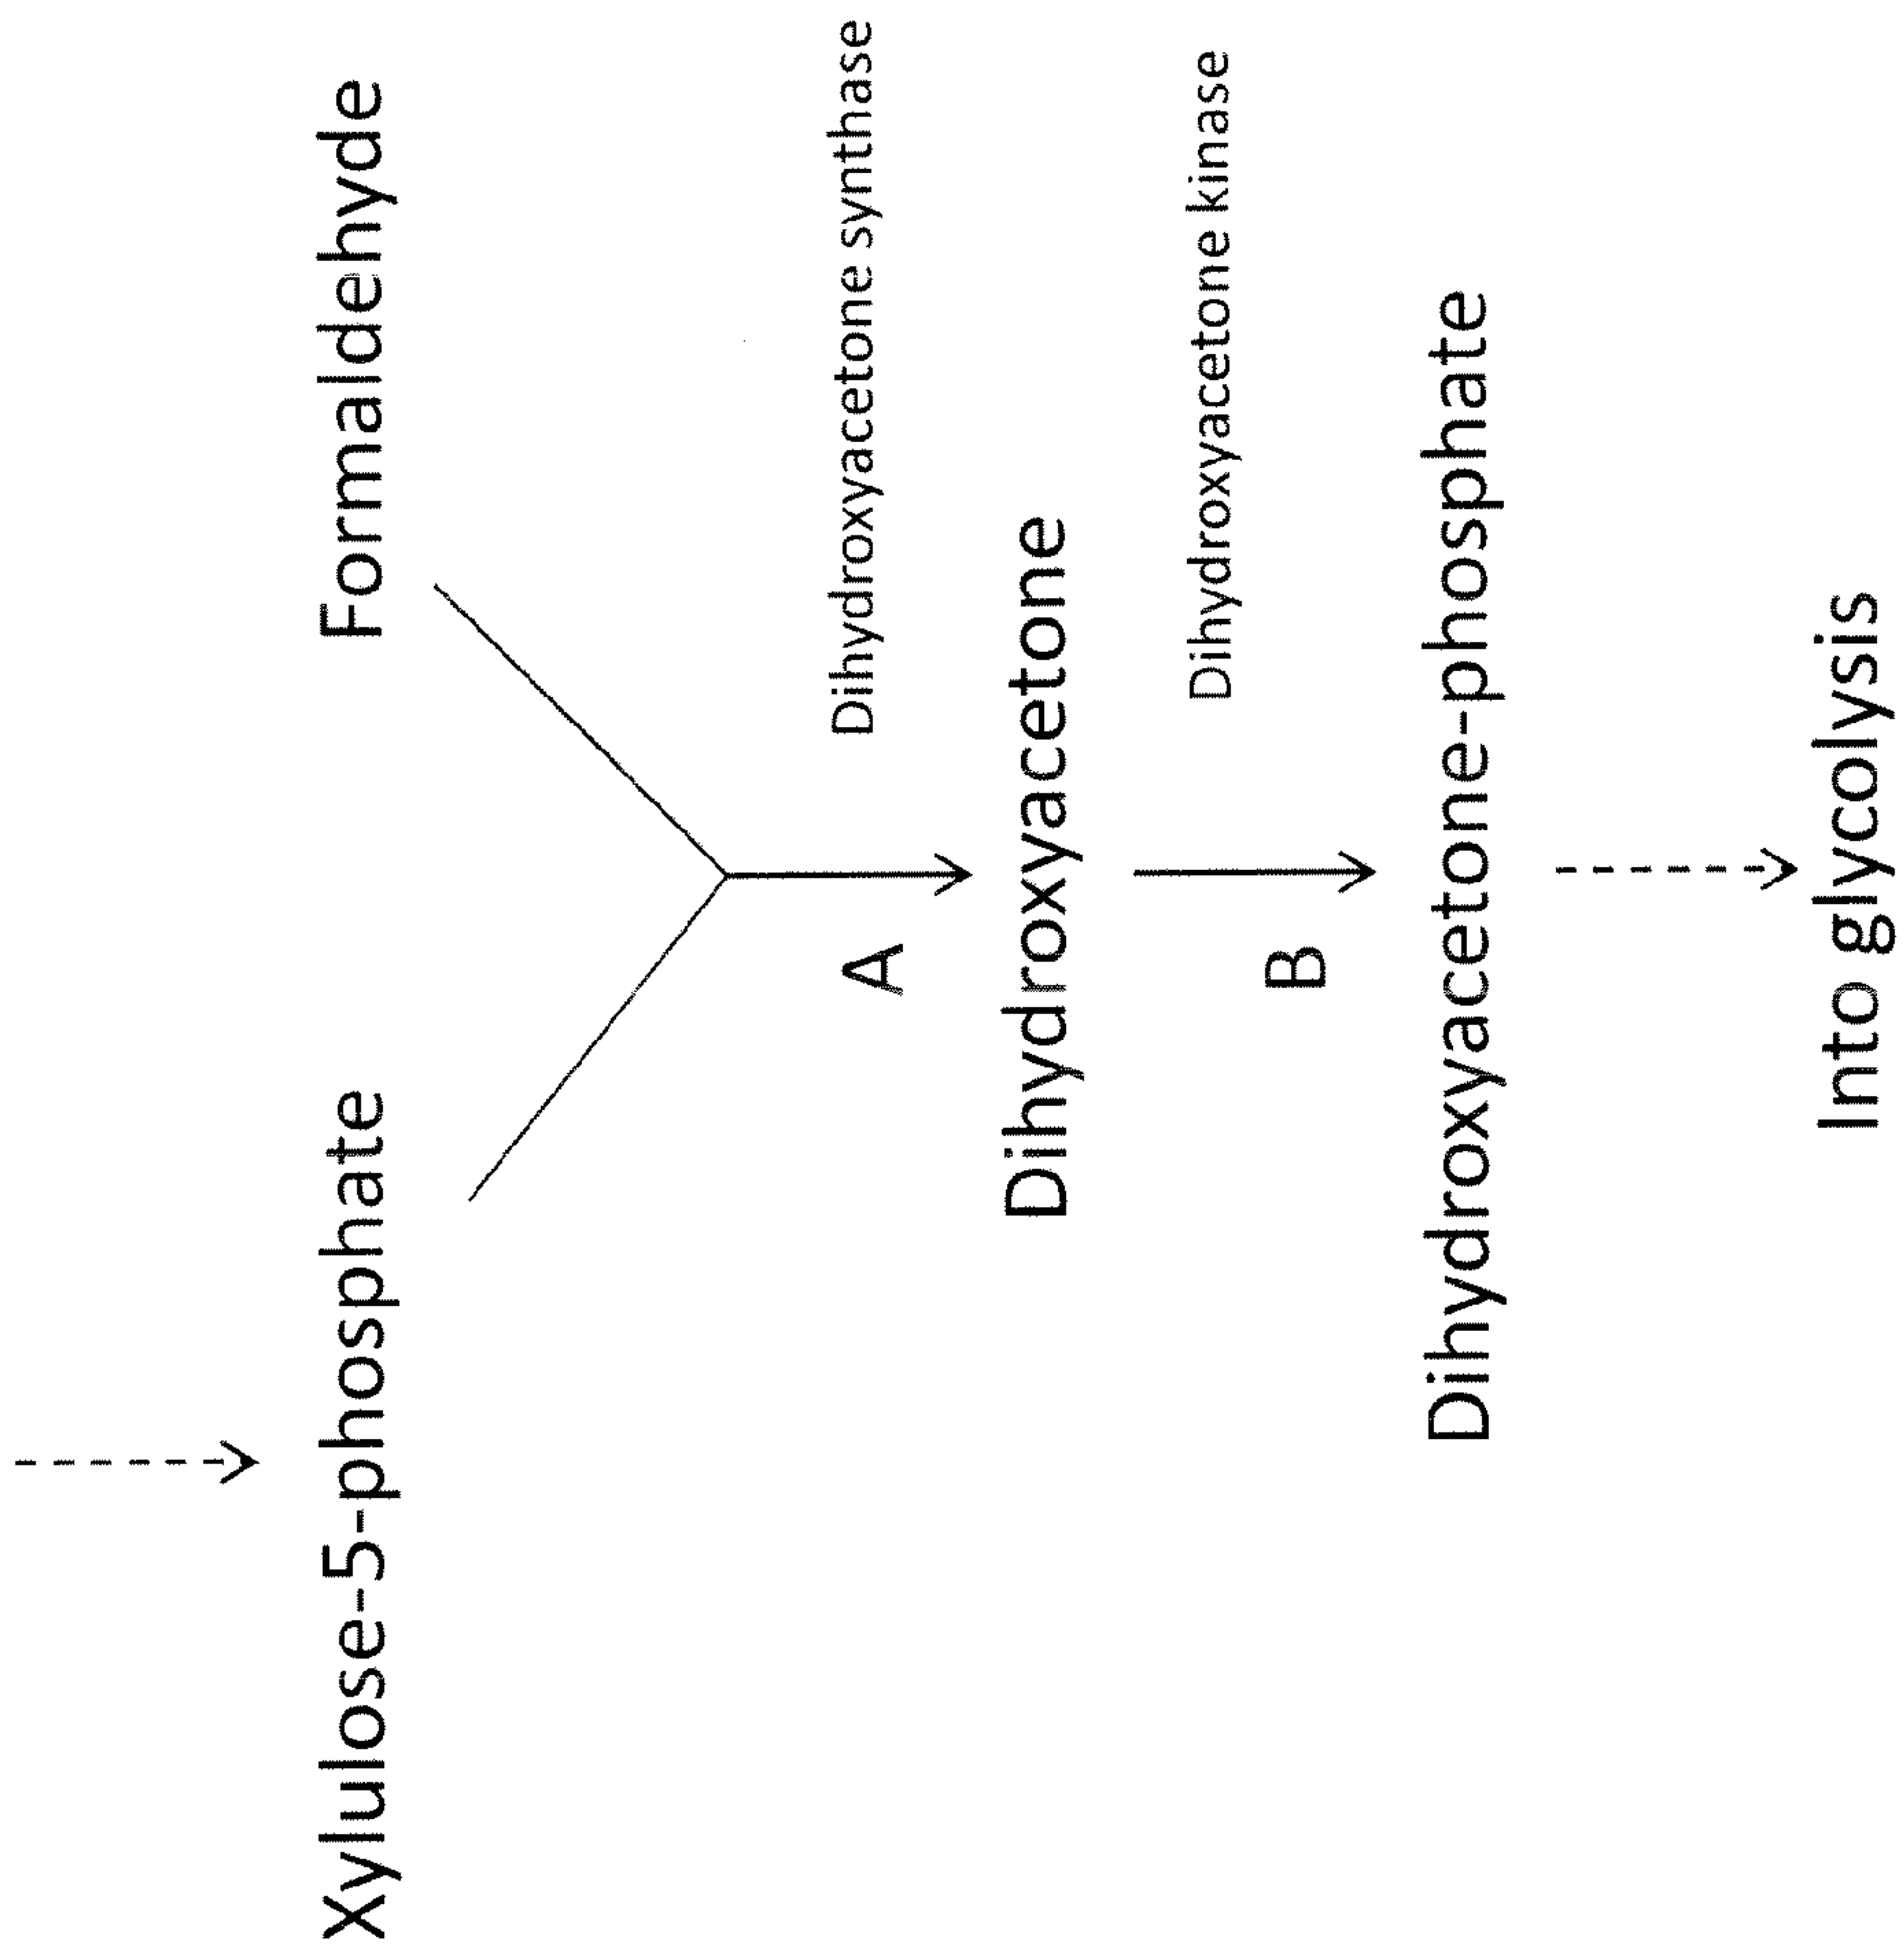 Xylulose-5-phosphate
Formaldehyde
A
Dihydroxyacetone synthase
Dihydroxyacetone
B
Dihydroxyacetone kinase
Dihydroxyacetone-phosphate
Into glycolysis